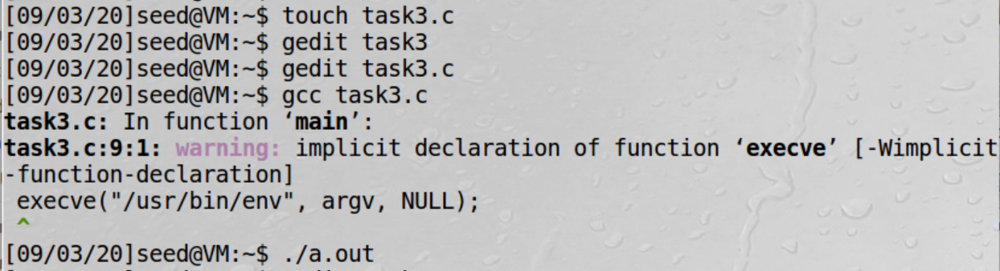 [09/03/20]seed@VM:~$ touch task3.c
[09/03/20]seed@VM:~$ gedit task3
[09/03/20]seed@VM:~$ gedit task3.c
[09/03/20]seed@VM:~$ gcc task3.c
task3.c: In function ‘main’:
task3.c:9:1: warning: implicit declaration of function ‘execve’ [-Wimplicit
-function-declaration]
 execve("/usr/bin/env", argv, NULL);
 ^
[09/03/20]seed@VM:~$ ./a.out